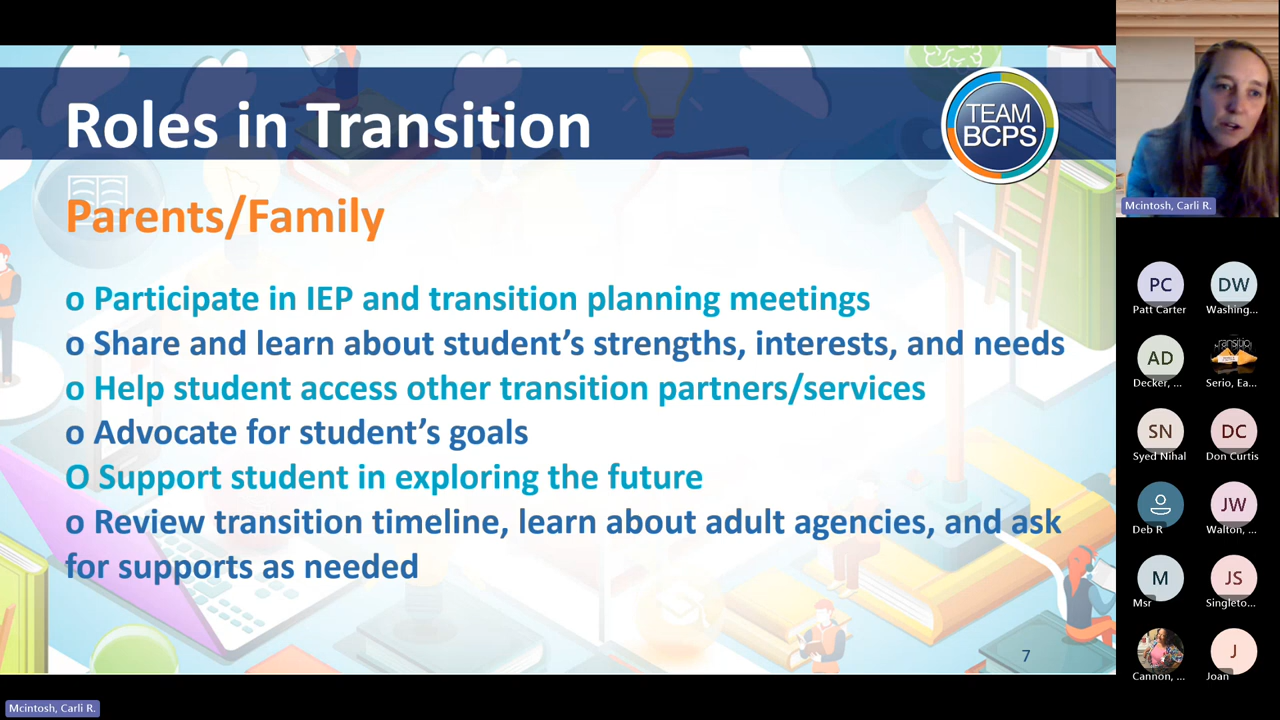 Roles in Transition
TEAM
BCPS
Parents/Family
o Participate in IEP and transition planning meetings
o Share and learn about student’s strengths, interests, and needs
o Help student access other transition partners/services
o Advocate for student’s goals
O Support student in exploring the future
o Review transition timeline, learn about adult agencies, and ask
for supports as needed
7
Mcintosh, Carli R.
PC
DW
Patt Carter
Washing...
AD
Decker, ...
Serio, Ea...
SN
DC
Syed Nihal
Don Curtis
JW
Deb R
Walton, ...
M
JS
Msr
Singleto...
J
Cannon, ...
Joan
Mcintosh, Carli R.